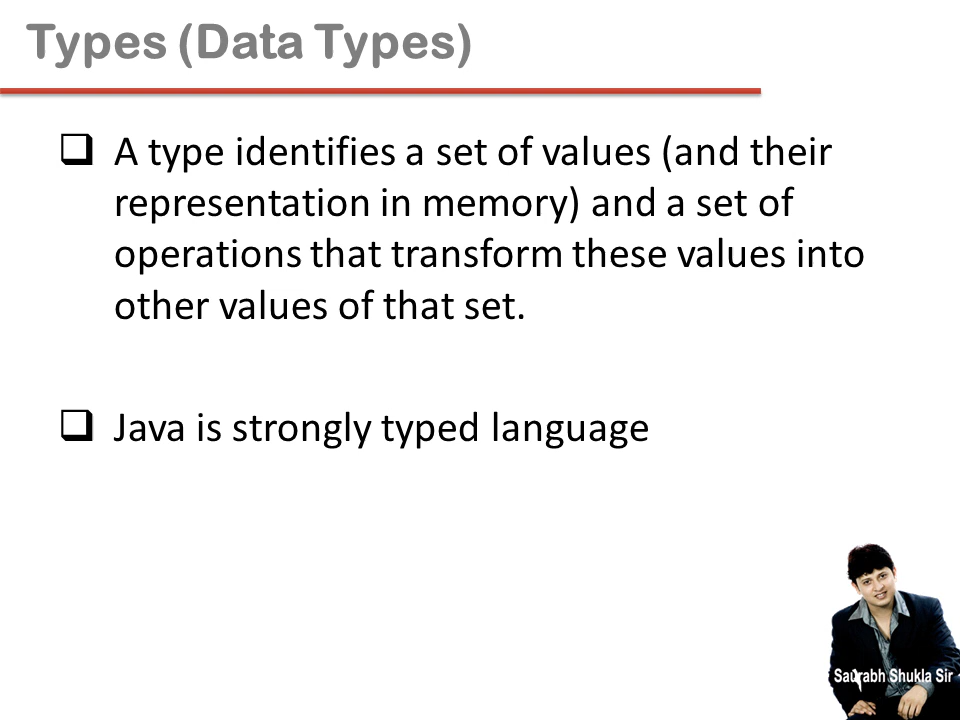 Types (Data Types)
A type identifies a set of values (and their
representation in memory) and a set of
operations that transform these values into
other values of that set.
Java is strongly typed language
Saurabh Shukla Sir